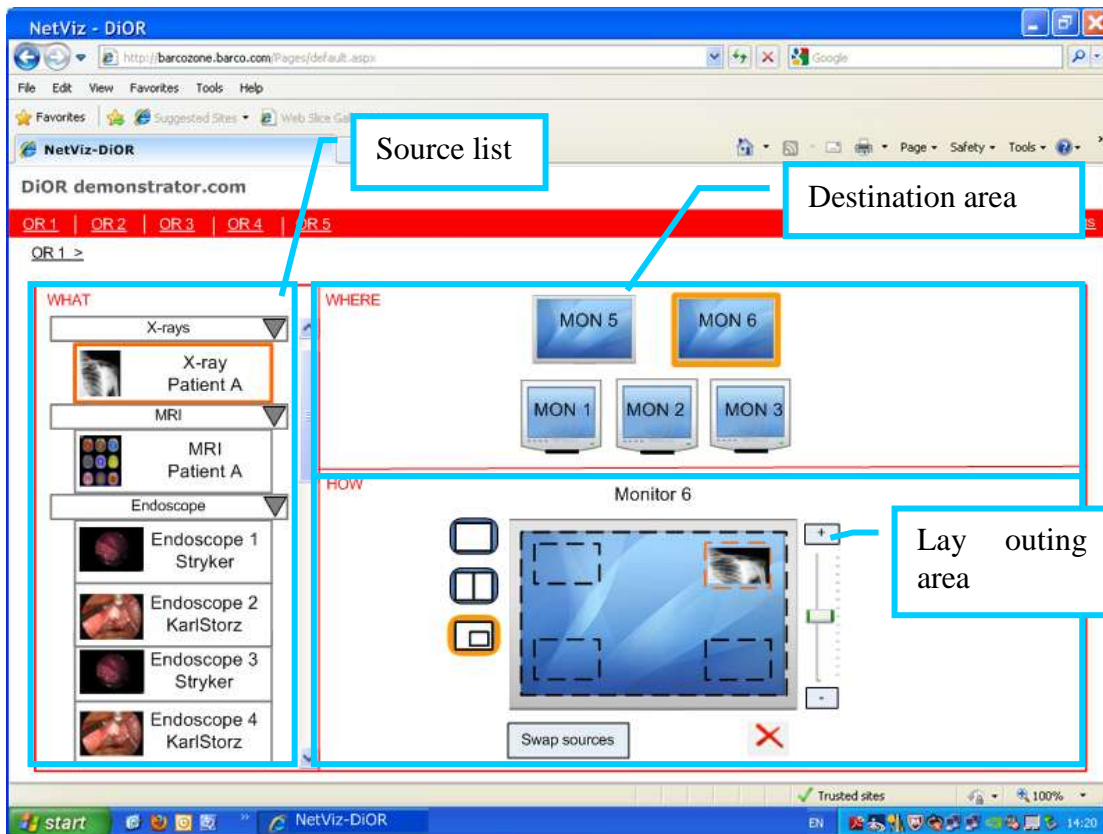 NetViz - DiOR
http://barcozone.barco.com/Pages/default.aspx
Google
File Edit View Favorites Tools Help
Favorites Suggested Sites Web Slice
NetViz-DiOR
Page Safety Tools
Source list
DiOR demonstrator.com
Destination area
OR 1 | OR 2 | OR 3 | OR 4 | OR 5
OR 1 >
WHAT
X-rays
X-ray
Patient A
MRI
MRI
Patient A
Endoscope
Endoscope 1
Stryker
Endoscope 2
KarlStorz
Endoscope 3
Stryker
Endoscope 4
KarlStorz
WHERE
MON 5
MON 6
MON 1
MON 2
MON 3
HOW
Monitor 6
+
-
Lay outing
area
Swap sources
Trusted sites
100%
start
NetViz-DiOR
EN
14:20